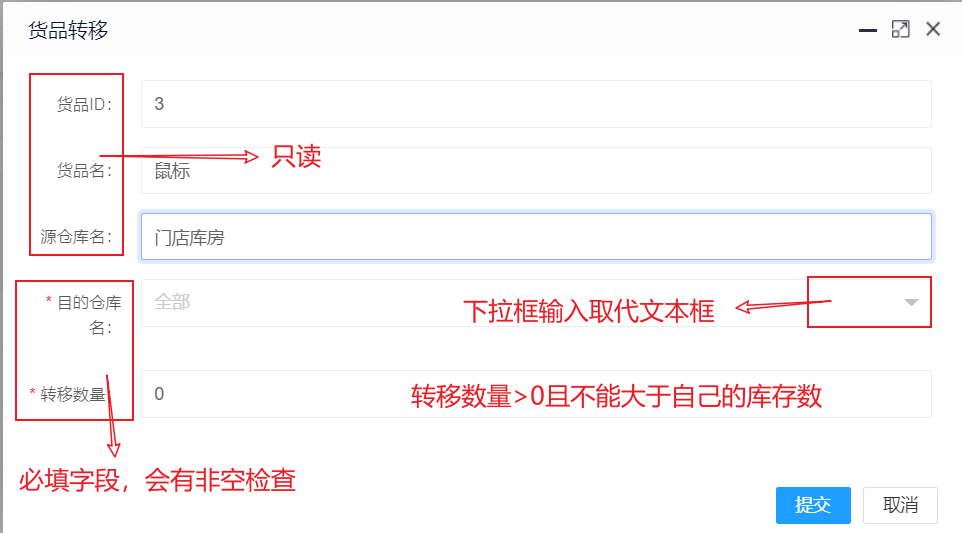 货品转移
货品ID：
3
只读
货品名：
鼠标
源仓库名：
门店库房
* 目的仓库
名：
全部
下拉框输入取代文本框
* 转移数量
0
转移数量>0且不能大于自己的库存数
必填字段，会有非空检查
提交
取消